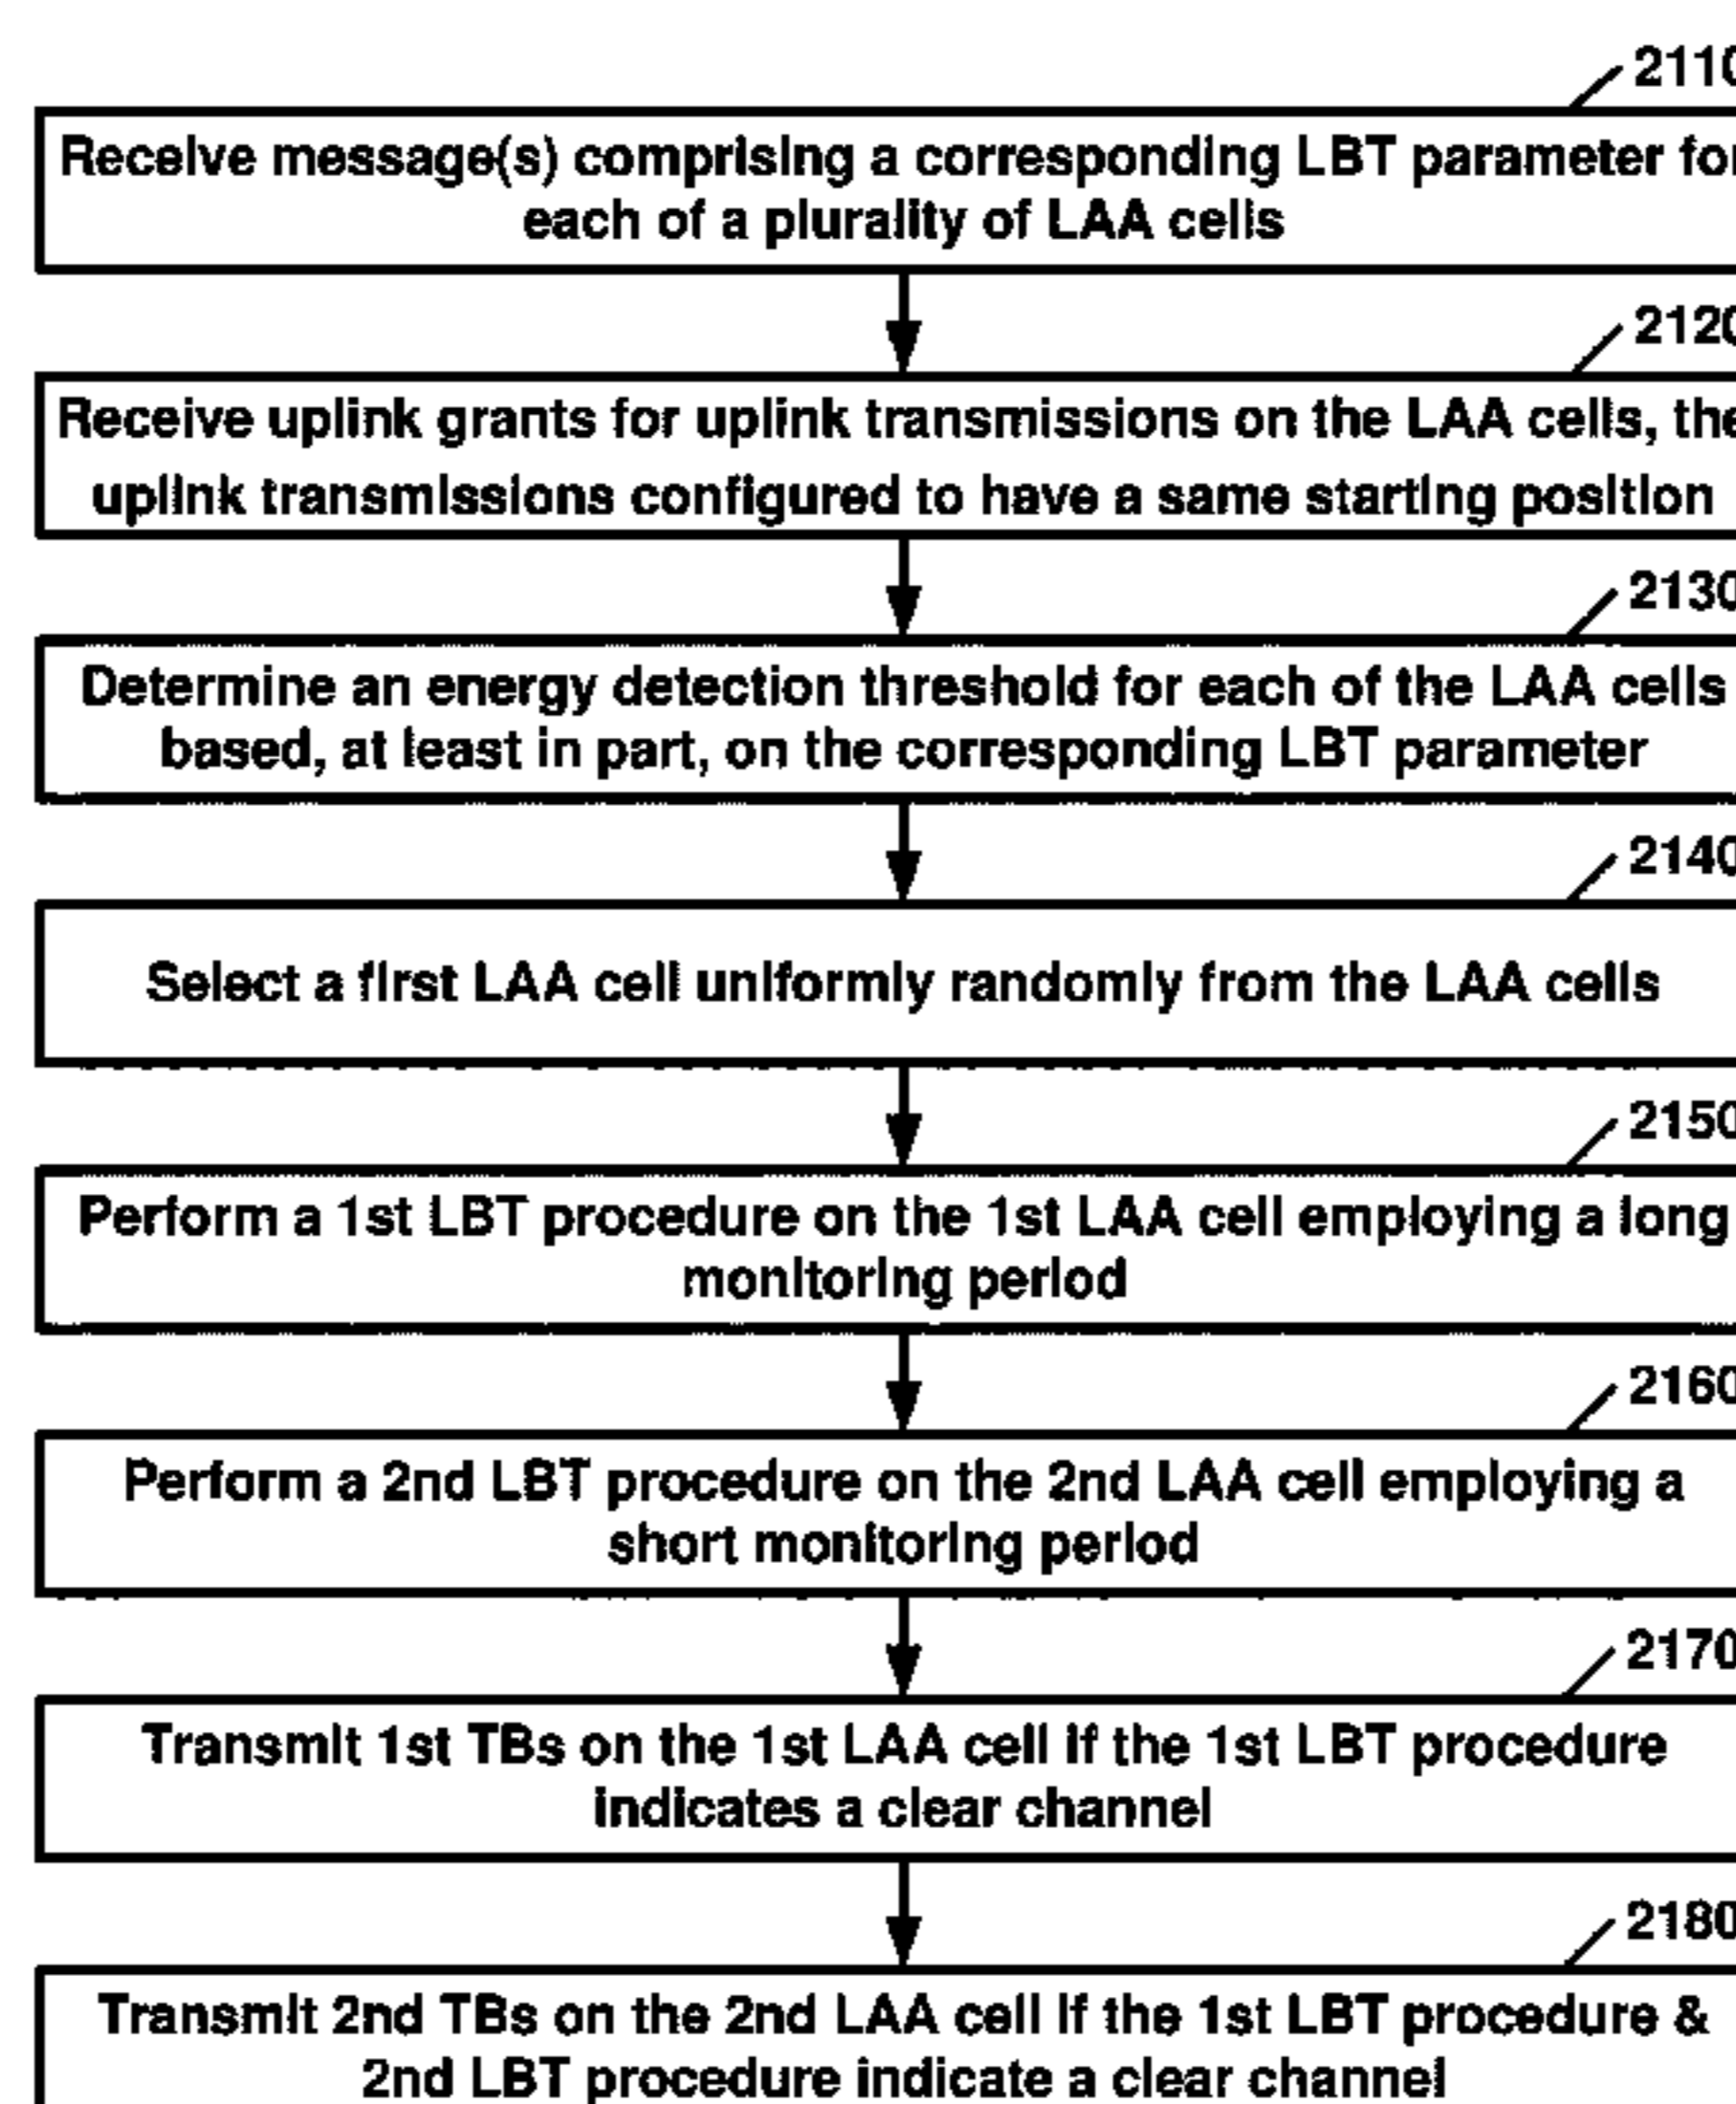 2110
Receive message(s) comprising a corresponding LBT parameter for
each of a plurality of LAA cells
2120
Receive uplink grants for uplink transmissions on the LAA cells, the
uplink transmissions configured to have a same starting position
2130
Determine an energy detection threshold for each of the LAA cells
based, at least in part, on the corresponding LBT parameter
2140
Select a first LAA cell uniformly randomly from the LAA cells
2150
Perform a 1st LBT procedure on the 1st LAA cell employing a long
monitoring period
2160
Perform a 2nd LBT procedure on the 2nd LAA cell employing a
short monitoring period
2170
Transmit 1st TBs on the 1st LAA cell if the 1st LBT procedure
indicates a clear channel
2180
Transmit 2nd TBs on the 2nd LAA cell if the 1st LBT procedure &
2nd LBT procedure indicate a clear channel